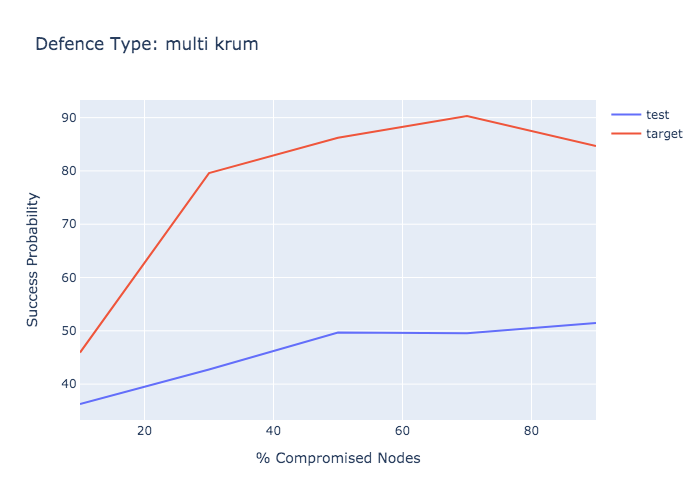 Defence Type: multi krum
test
target
90
80
70
60
50
40
Success Probability
20
40
60
80
% Compromised Nodes